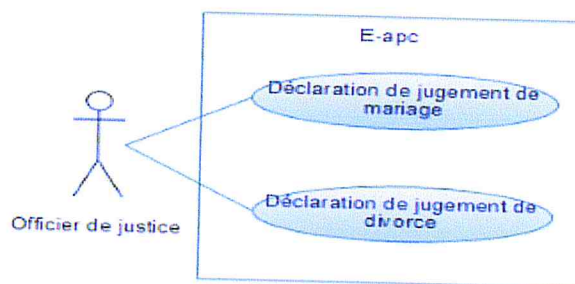 E-apc
Déclaration de jugement de
mariage
Officier de justice
Déclaration de jugement de
divorce